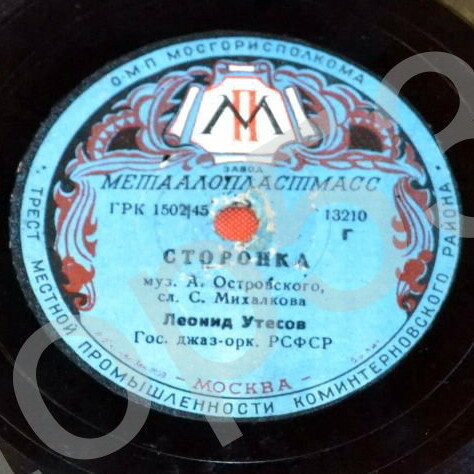 О-М-П МОСГОРИСПОЛКОМА
МП
ЗАВОД
МЕТАЛЛОПЛАСТМАСС
ГРК 1502|45 13210
Г
СТОРОНКА
муз. А. Островского,
сл. С. Михалкова
Леонид Утесов
Гос. джаз-орк. РСФСР
– МОСКВА –
ТРЕСТ МЕСТНОЙ ПРОМЫШЛЕННОСТИ КОМИНТЕРНОВСКОГО РАЙОНА